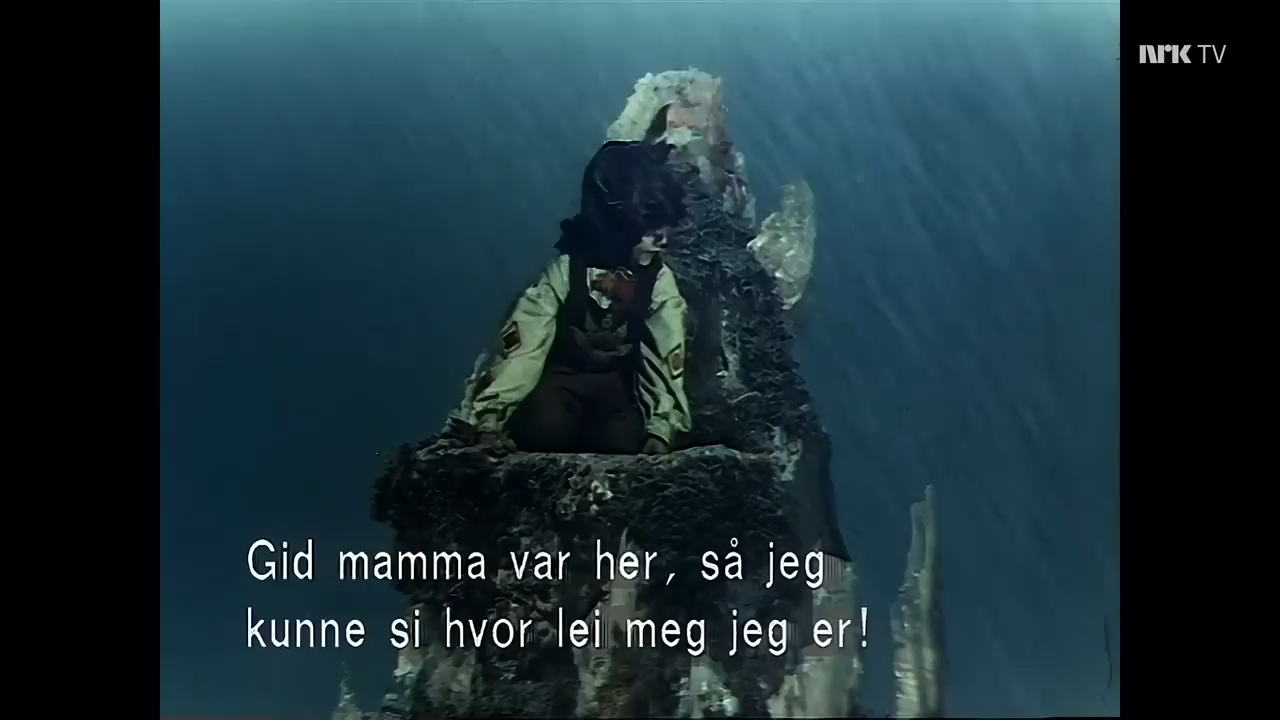 nrk TV
Gid mamma var her, så jeg
kunne si hvor lei meg jeg er!